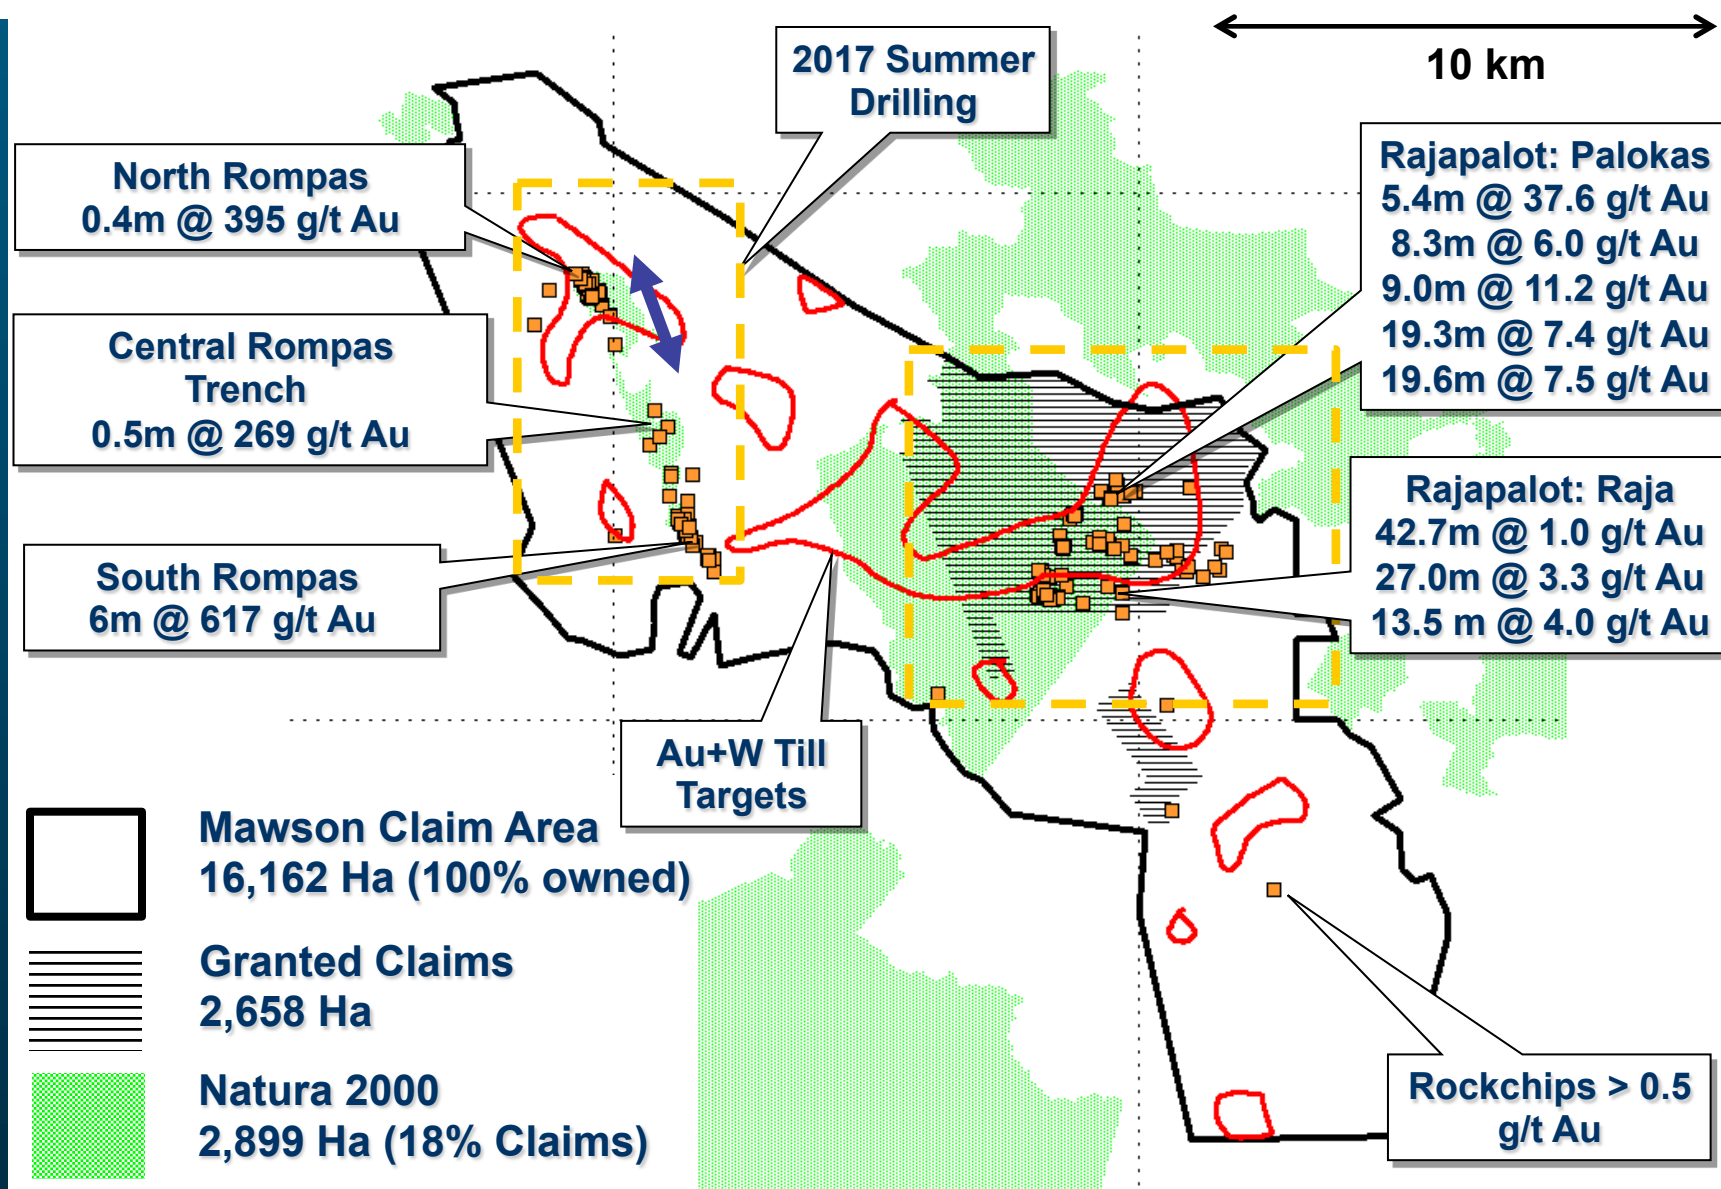 2017 Summer
Drilling
10 km
North Rompas
0.4m @ 395 g/t Au
Rajapalot: Palokas
5.4m @ 37.6 g/t Au
8.3m @ 6.0 g/t Au
9.0m @ 11.2 g/t Au
19.3m @ 7.4 g/t Au
19.6m @ 7.5 g/t Au
Central Rompas
Trench
0.5m @ 269 g/t Au
Rajapalot: Raja
42.7m @ 1.0 g/t Au
27.0m @ 3.3 g/t Au
13.5 m @ 4.0 g/t Au
South Rompas
6m @ 617 g/t Au
Au+W Till
Targets
Mawson Claim Area
16,162 Ha (100% owned)
Granted Claims
2,658 Ha
Natura 2000
2,899 Ha (18% Claims)
Rockchips > 0.5
g/t Au